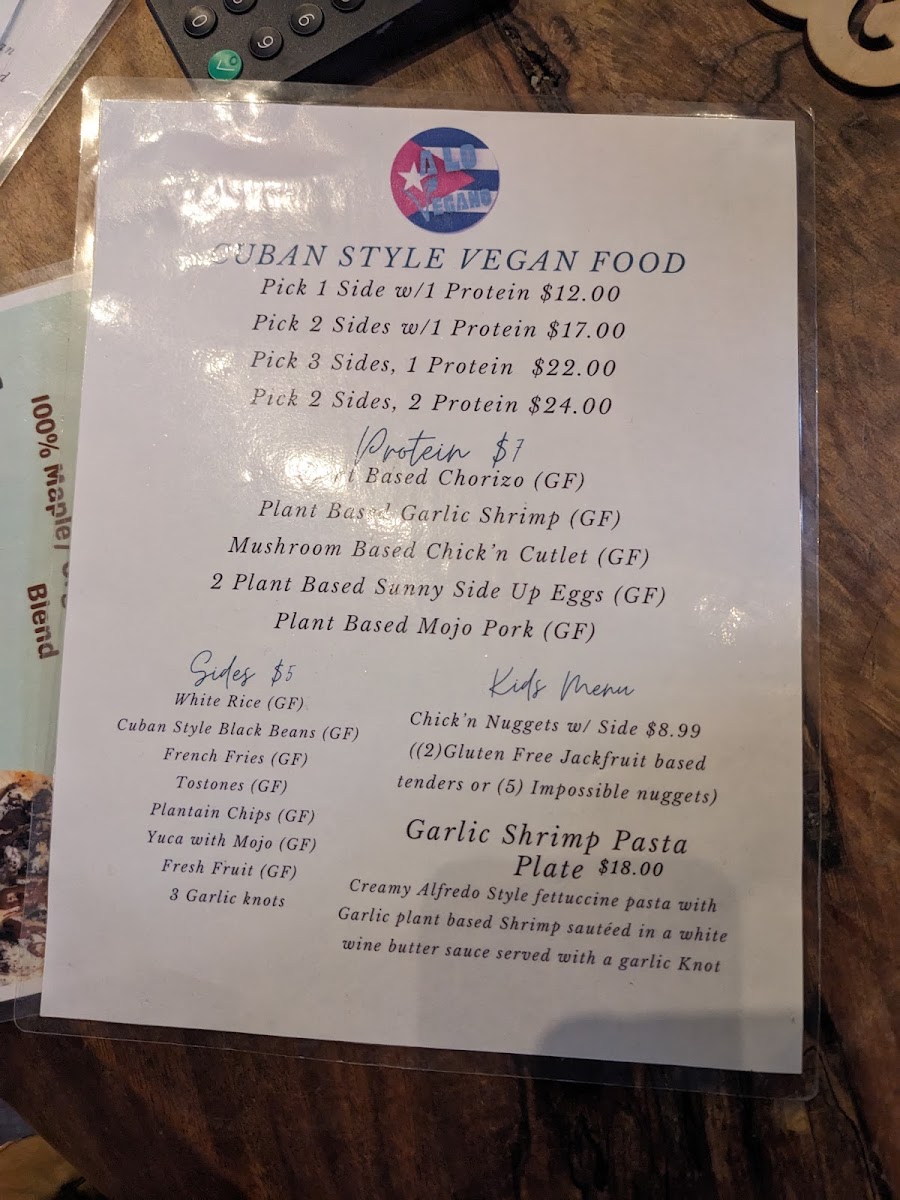 ALO
VEGANO
CUBAN STYLE VEGAN FOOD
Pick 1 Side w/1 Protein $12.00
Pick 2 Sides w/1 Protein $17.00
Pick 3 Sides, 1 Protein $22.00
Pick 2 Sides, 2 Protein $24.00
Protein $7
Based Chorizo (GF)
Plant Based Garlic Shrimp (GF)
Mushroom Based Chick'n Cutlet (GF)
2 Plant Based Sunny Side Up Eggs (GF)
Plant Based Mojo Pork (GF)
Sides $5
White Rice (GF)
Cuban Style Black Beans (GF)
French Fries (GF)
Tostones (GF)
Plantain Chips (GF)
Yuca with Mojo (GF)
Fresh Fruit (GF)
3 Garlic knots
Kids Menu
Chick'n Nuggets w/ Side $8.99
((2)Gluten Free Jackfruit based
tenders or (5) Impossible nuggets)
Garlic Shrimp Pasta
Plate $18.00
Creamy Alfredo Style fettuccine pasta with
Garlic plant based Shrimp sautéed in a white
wine butter sauce served with a garlic Knot
100% Maple/
Blend
0
9
6